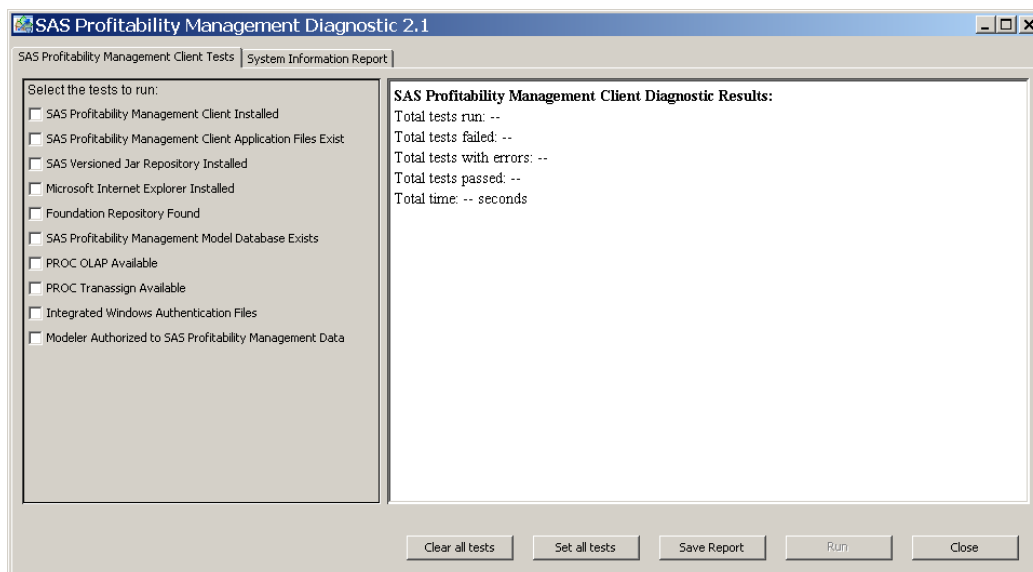 SAS Profitability Management Diagnostic 2.1
SAS Profitability Management Client Tests
System Information Report
Select the tests to run:
SAS Profitability Management Client Installed
SAS Profitability Management Client Application Files Exist
SAS Versioned Jar Repository Installed
Microsoft Internet Explorer Installed
Foundation Repository Found
SAS Profitability Management Model Database Exists
PROC OLAP Available
PROC Tranassign Available
Integrated Windows Authentication Files
Modeler Authorized to SAS Profitability Management Data
SAS Profitability Management Client Diagnostic Results:
Total tests run: --
Total tests failed: --
Total tests with errors: --
Total tests passed: --
Total time: -- seconds
Clear all tests
Set all tests
Save Report
Run
Close